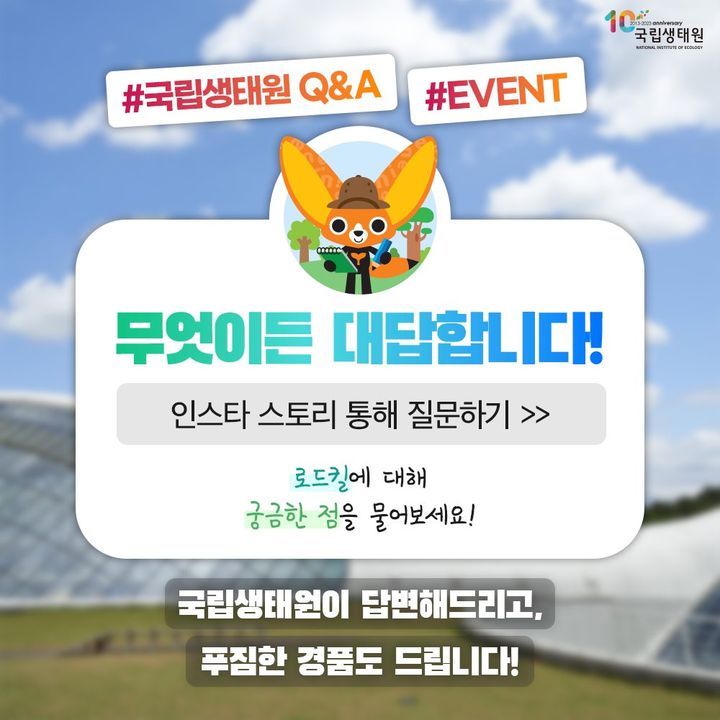 10
2013-2023 anniversary
국립생태원
NATIONAL INSTITUTE OF ECOLOGY
#국립생태원 Q&A
#EVENT
무엇이든 대답합니다!
인스타 스토리 통해 질문하기 >>
로드킬에 대해
궁금한 점을 물어보세요!
국립생태원이 답변해드리고,
푸짐한 경품도 드립니다!